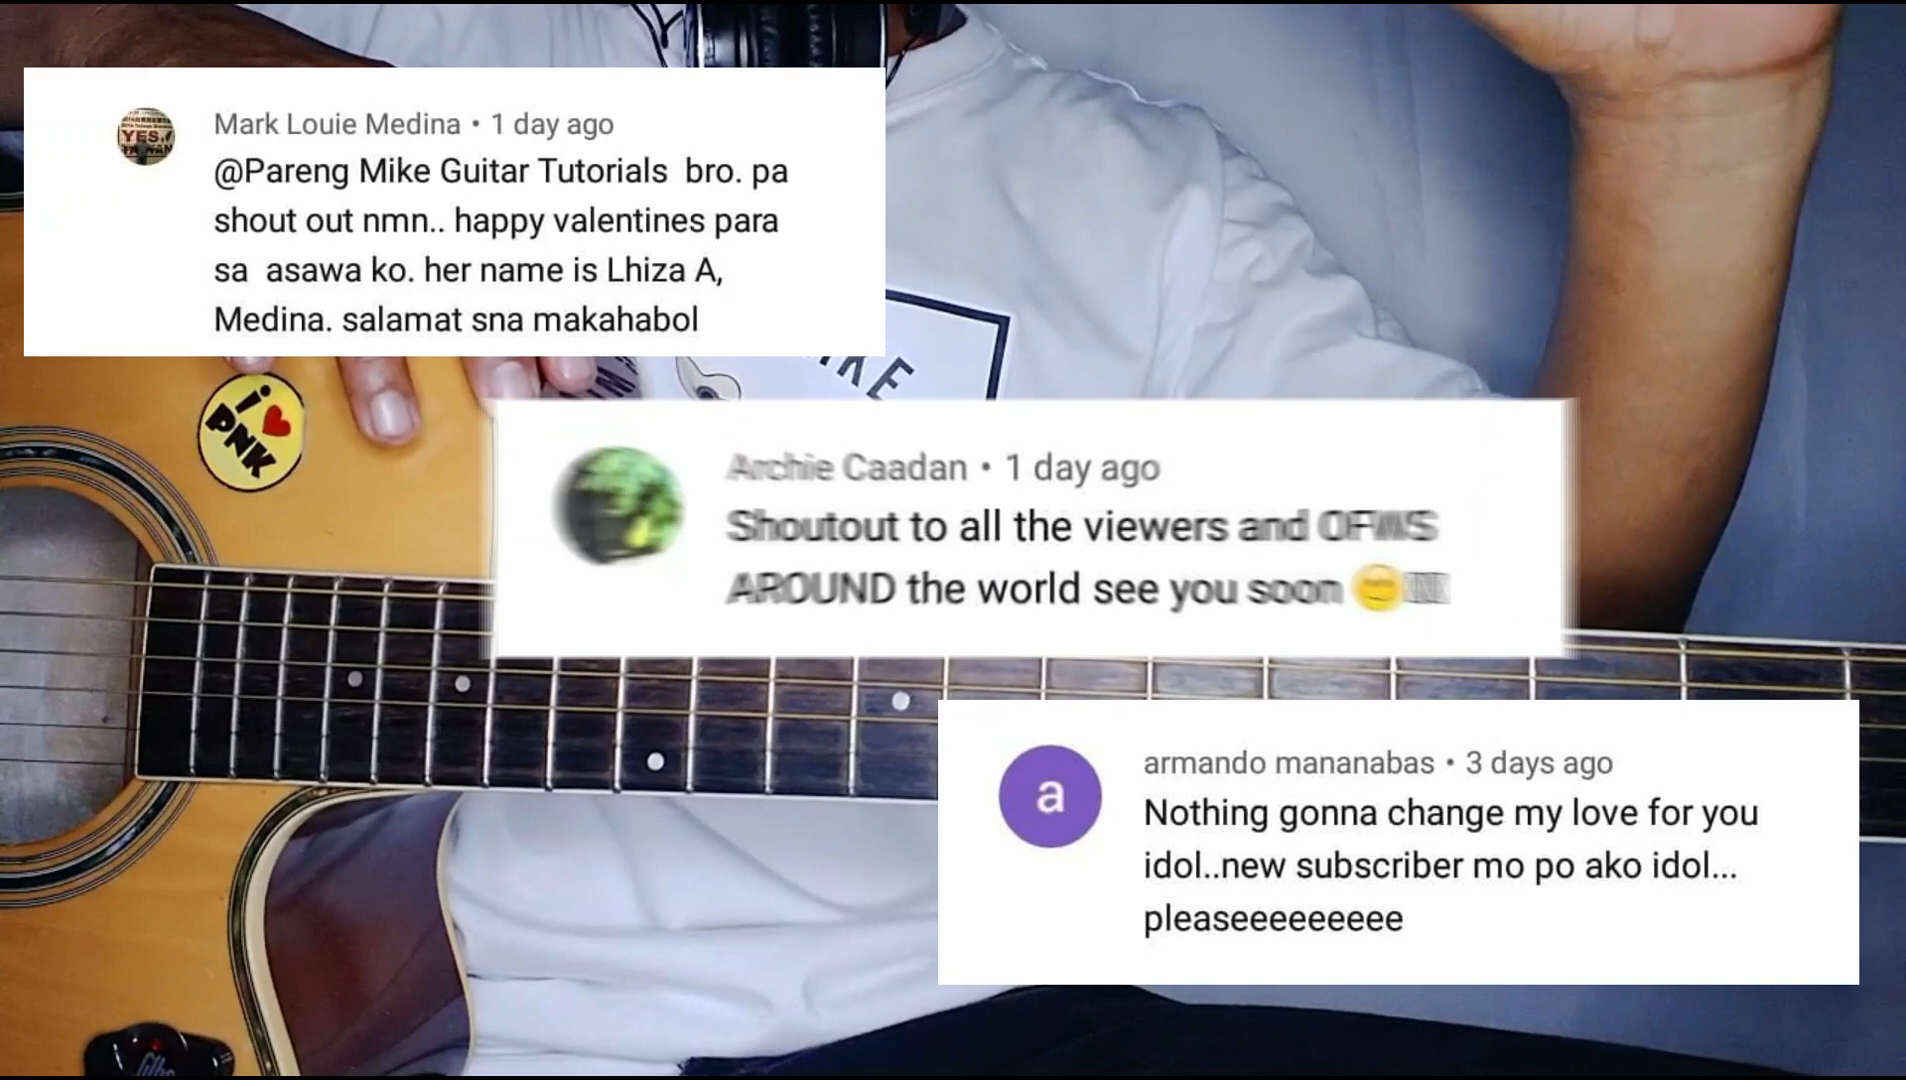 Mark Louie Medina • 1 day ago
@Pareng Mike Guitar Tutorials bro. pa
shout out nmn.. happy valentines para
sa asawa ko. her name is Lhiza A,
Medina. salamat sna makahabol
YES
IKE
i ❤
PNK
Archie Caadan • 1 day ago
Shoutout to all the viewers and OFWS
AROUND the world see you soon 😊
a
armando mananabas • 3 days ago
Nothing gonna change my love for you
idol..new subscriber mo po ako idol...
pleaseeeeeeeee